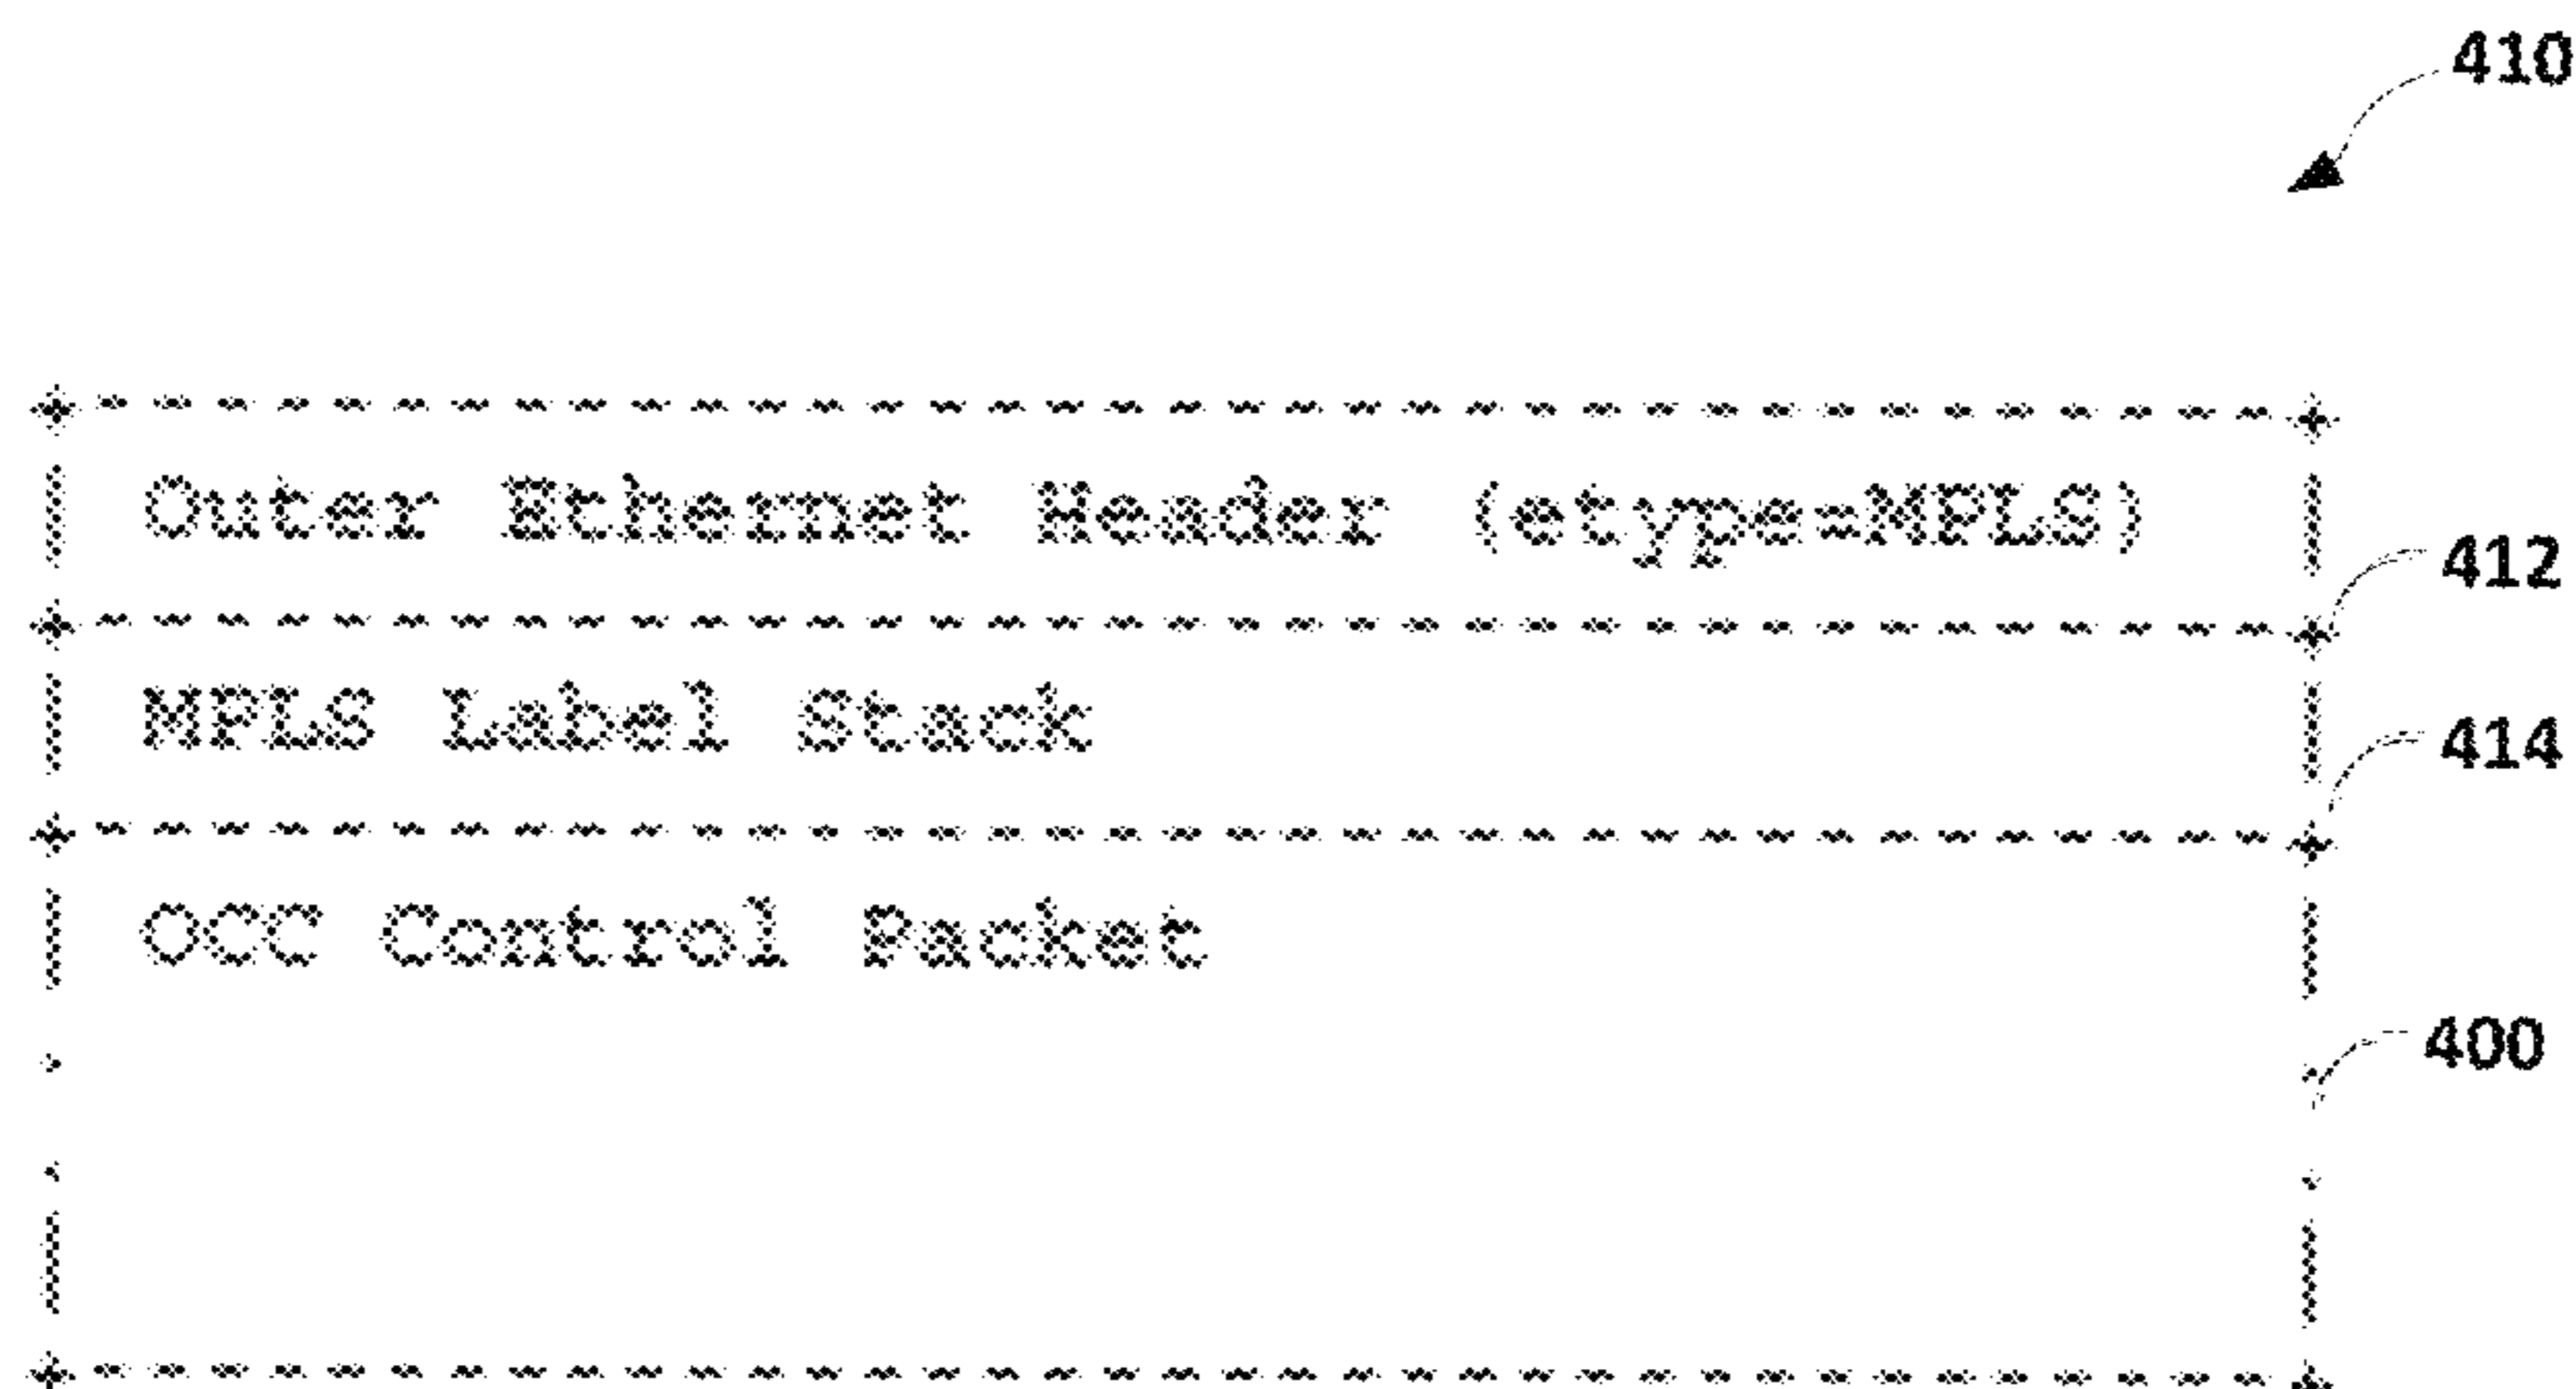 410
Outer Ethernet Header (etype=MPLS)
412
MPLS Label Stack
414
OCC Control Packet
400